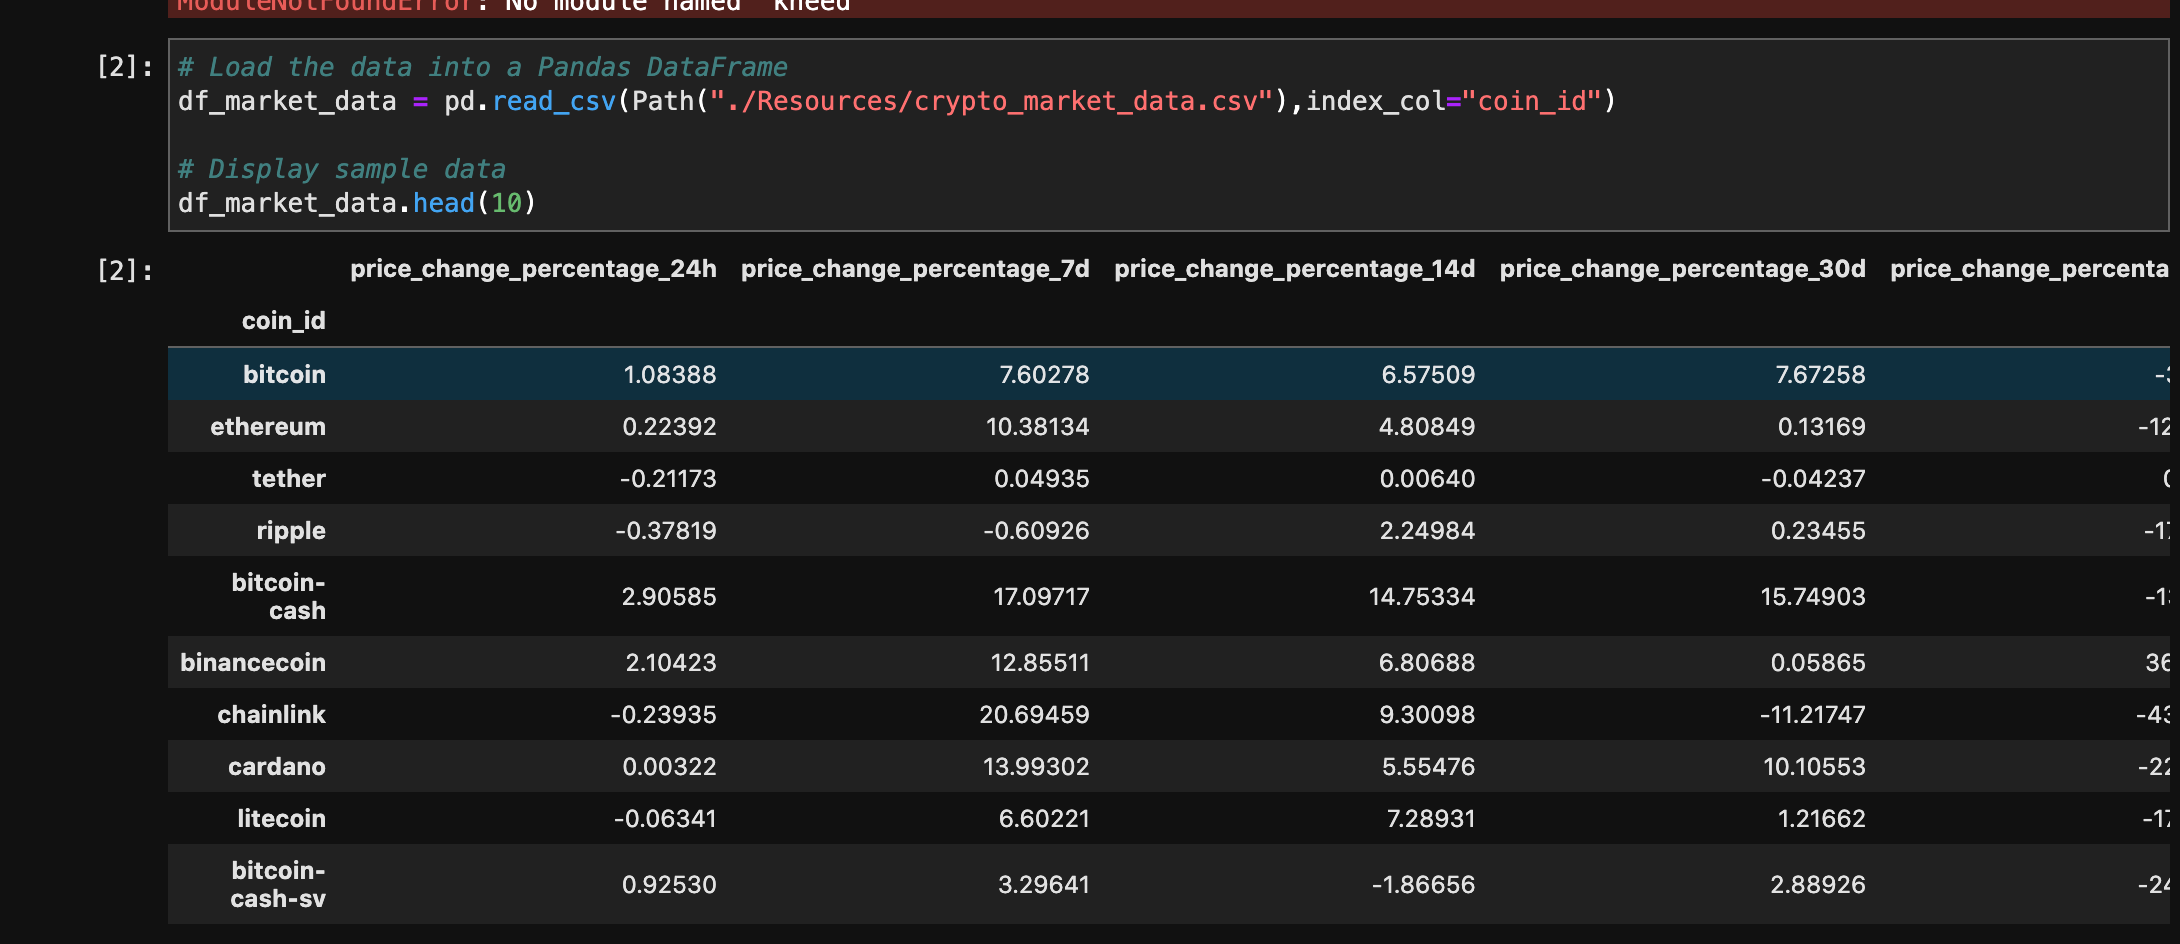 ModuleNotFoundError: No module named 'kneed'
[2]: # Load the data into a Pandas DataFrame
df_market_data = pd.read_csv(Path("./Resources/crypto_market_data.csv"),index_col="coin_id")
# Display sample data
df_market_data.head(10)
[2]: price_change_percentage_24h price_change_percentage_7d price_change_percentage_14d price_change_percentage_30d price_change_percenta
coin_id
bitcoin 1.08388 7.60278 6.57509 7.67258
ethereum 0.22392 10.38134 4.80849 0.13169 -12
tether -0.21173 0.04935 0.00640 -0.04237
ripple -0.37819 -0.60926 2.24984 0.23455 -17
bitcoin-
cash 2.90585 17.09717 14.75334 15.74903 -1
binancecoin 2.10423 12.85511 6.80688 0.05865 36
chainlink -0.23935 20.69459 9.30098 -11.21747 -43
cardano 0.00322 13.99302 5.55476 10.10553 -22
litecoin -0.06341 6.60221 7.28931 1.21662 -17
bitcoin-
cash-sv 0.92530 3.29641 -1.86656 2.88926 -24